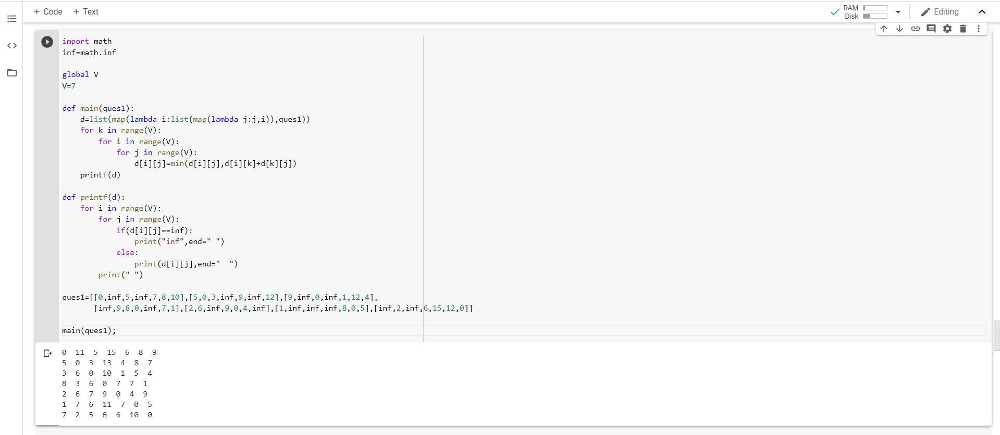 + Code + Text
RAM
Disk
Editing
import math
inf=math.inf
global V
V=7
def main(ques1):
    d=list(map(lambda i:list(map(lambda j:j,i)),ques1))
    for k in range(V):
        for i in range(V):
            for j in range(V):
                d[i][j]=min(d[i][j],d[i][k]+d[k][j])
    printf(d)
def printf(d):
    for i in range(V):
        for j in range(V):
            if(d[i][j]==inf):
                print("inf",end=" ")
            else:
                print(d[i][j],end="  ")
        print(" ")
ques1=[[0,inf,5,inf,7,8,10],[5,0,3,inf,9,inf,12],[9,inf,0,inf,1,12,4],
       [inf,9,8,0,inf,7,1],[2,6,inf,9,0,4,inf],[1,inf,inf,inf,8,0,5],[inf,2,inf,6,15,12,0]]
main(ques1);
0  11  5  15  6  8  9
5  0  3  13  4  8  7
3  6  0  10  1  5  4
8  3  6  0  7  7  1
2  6  7  9  0  4  9
1  7  6  11  7  0  5
7  2  5  6  6  10  0